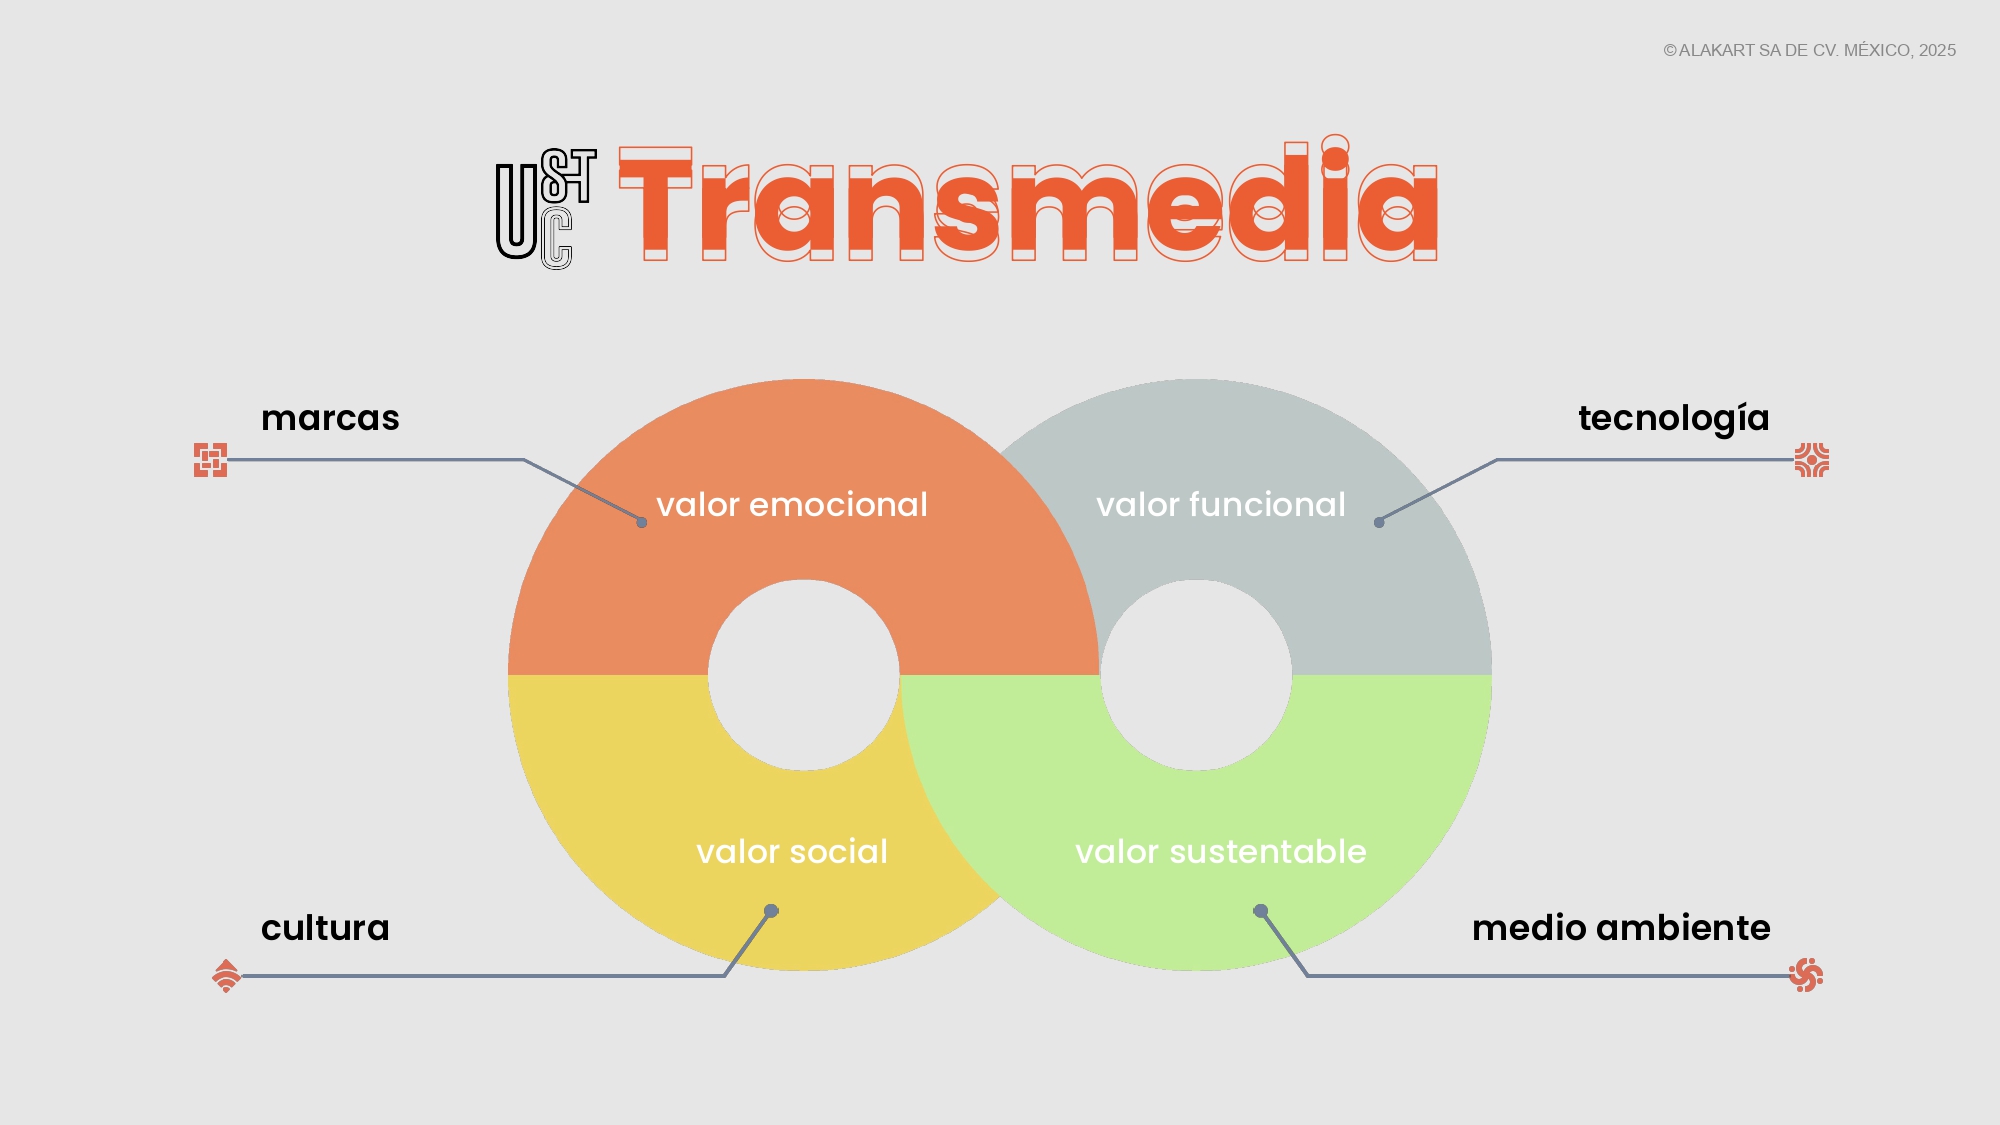 © ALAKART SA DE CV. MÉXICO, 2025
U&T
C
Transmedia
marcas
tecnología
valor emocional
valor funcional
valor social
valor sustentable
cultura
medio ambiente